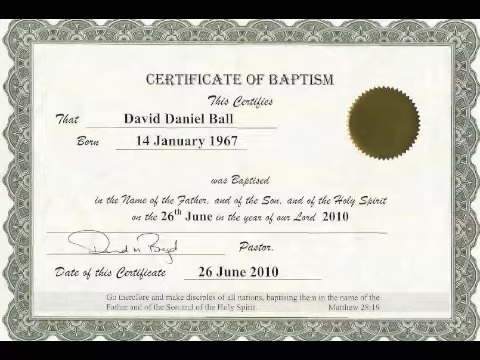 CERTIFICATE OF BAPTISM
This Certifies
That David Daniel Ball
Born 14 January 1967
was Baptised
in the Name of the Father, and of the Son, and of the Holy Spirit
on the 26th June in the year of our Lord 2010
Pastor.
Date of this Certificate 26 June 2010
Go therefore and make disciples of all nations, baptising them in the name of the
Father and of the Son and of the Holy Spirit. Matthew 28:19